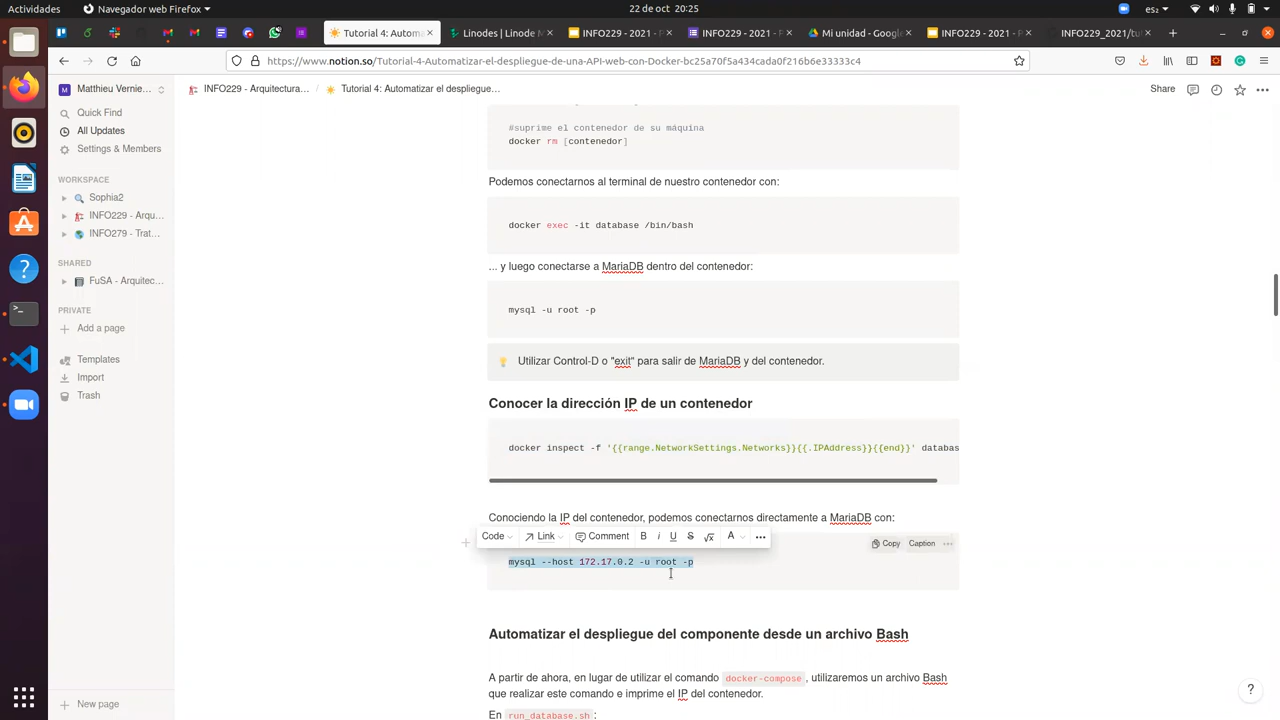 Actividades
Navegador web Firefox
22 de oct 20:25
es₂
Tutorial 4: Autom
Linodes | Linode M
INFO229 - 2021 -
INFO229 - 2021 -
Mi unidad - Google
INFO229 - 2021 -
INFO229_2021/tu
https://www.notion.so/Tutorial-4-Automatizar-el-despliegue-de-una-API-web-con-Docker-bc25a70f5a434cada0f216b6e33333c4
Matthieu Vernie...
INFO229 - Arquitectura...
/
Tutorial 4: Automatizar el despliegue...
Share
Quick Find
All Updates
Settings & Members
WORKSPACE
Sophia2
INFO229 - Arqu...
INFO279 - Trat...
SHARED
FuSA - Arquitec...
PRIVATE
Add a page
Templates
Import
Trash
New page
#suprime el contenedor de su máquina
docker rm [contenedor]
Podemos conectarnos al terminal de nuestro contenedor con:
docker exec -it database /bin/bash
... y luego conectarse a MariaDB dentro del contenedor:
mysql -u root -p
Utilizar Control-D o "exit" para salir de MariaDB y del contenedor.
Conocer la dirección IP de un contenedor
docker inspect -f '{{range.NetworkSettings.Networks}}{{.IPAddress}}{{end}}' databas
Conociendo la IP del contenedor, podemos conectarnos directamente a MariaDB con:
Code
Link
Comment
B
i
U
S
√x
A
Copy
Caption
mysql --host 172.17.0.2 -u root -p
Automatizar el despliegue del componente desde un archivo Bash
A partir de ahora, en lugar de utilizar el comando docker-compose, utilizaremos un archivo Bash
que realizar este comando e imprime el IP del contenedor.
En run_database.sh:
?